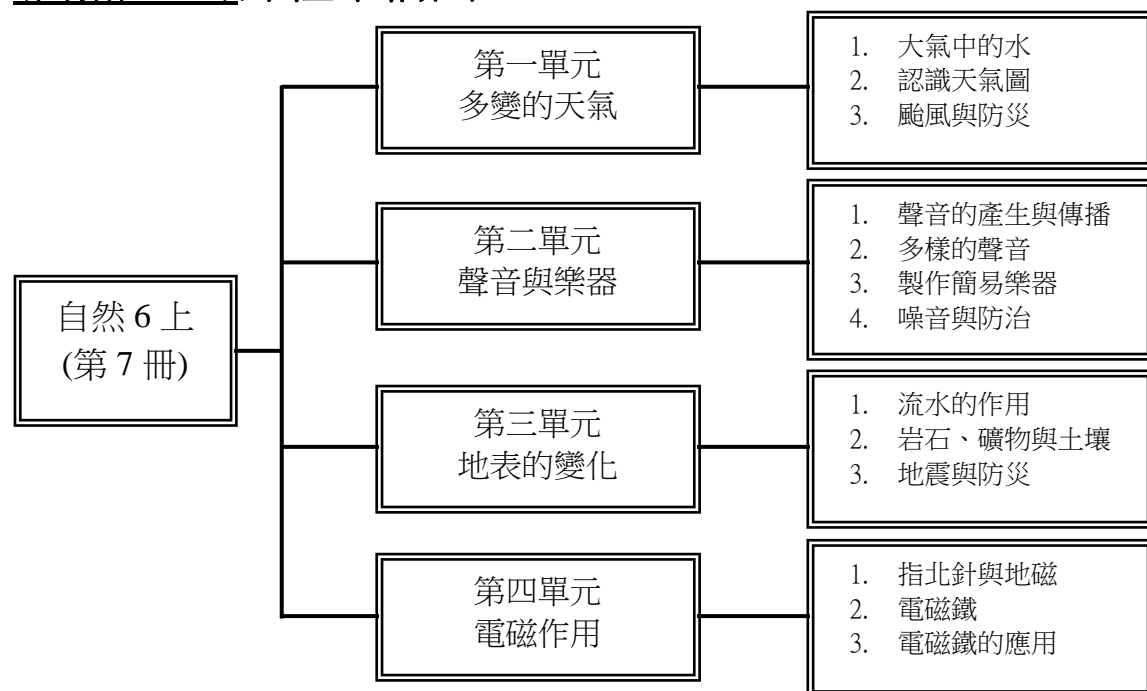 自然 6 上
(第 7 冊)
第一單元
多變的天氣
1. 大氣中的水
2. 認識天氣圖
3. 颱風與防災
第二單元
聲音與樂器
1. 聲音的產生與傳播
2. 多樣的聲音
3. 製作簡易樂器
4. 噪音與防治
第三單元
地表的變化
1. 流水的作用
2. 岩石、礦物與土壤
3. 地震與防災
第四單元
電磁作用
1. 指北針與地磁
2. 電磁鐵
3. 電磁鐵的應用